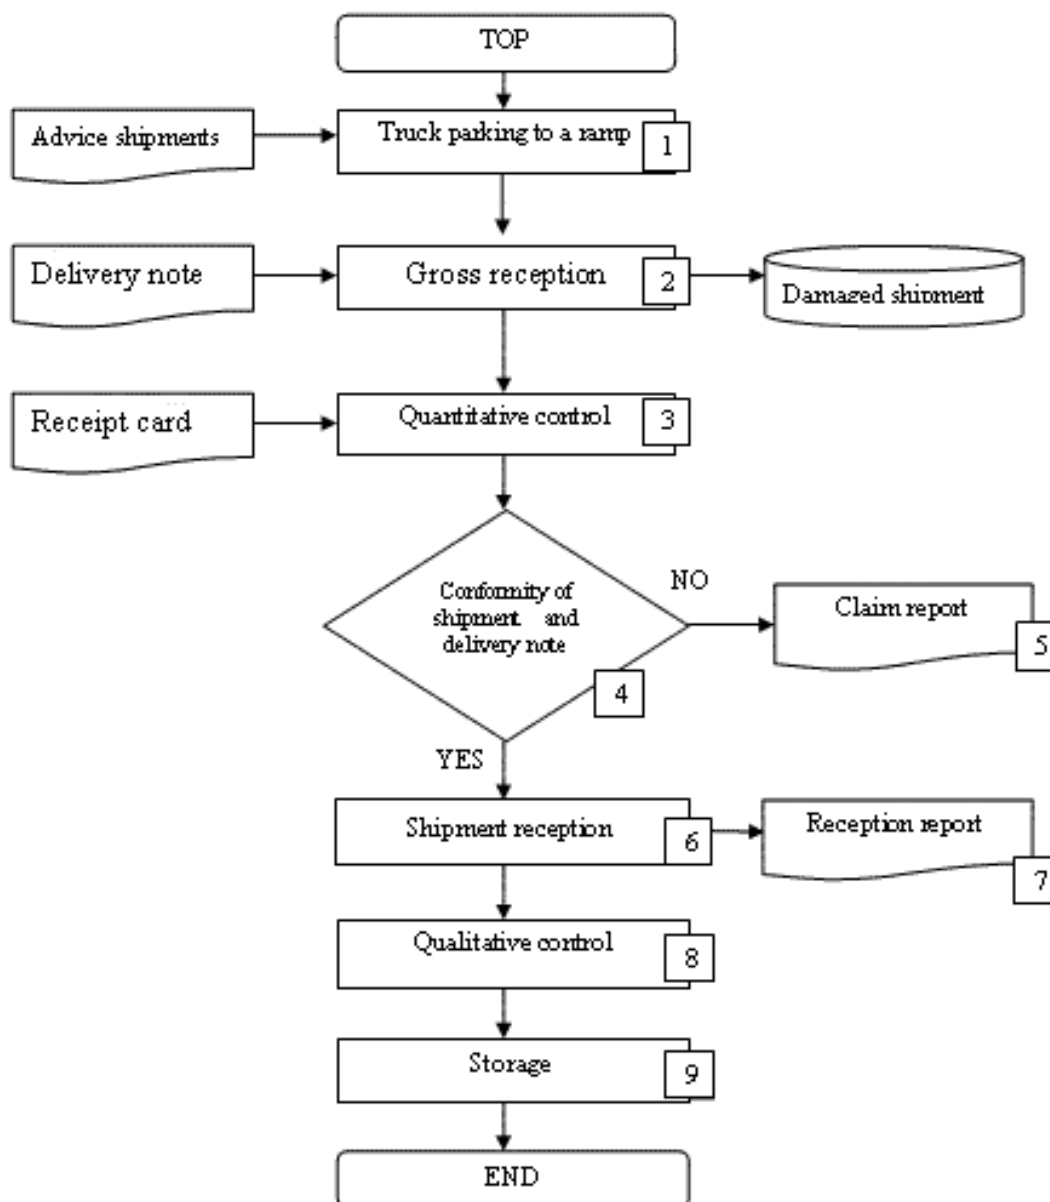 TOP
Advice shipments
Truck parking to a ramp
1
Delivery note
Gross reception
2
Damaged shipment
Receipt card
Quantitative control
3
Conformity of
shipment and
delivery note
4
NO
Claim report
5
YES
Shipment reception
6
Reception report
7
Qualitative control
8
Storage
9
END